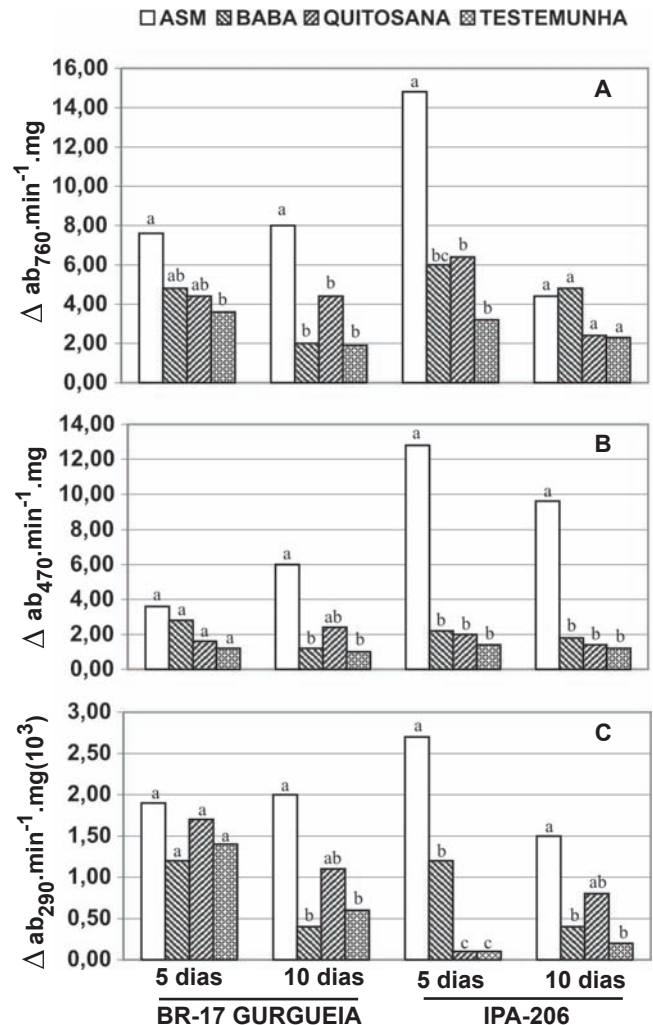 ASM BABA QUITOSANA TESTEMUNHA
A
Δ ab760.min-1.mg
16,00
14,00
12,00
10,00
8,00
6,00
4,00
2,00
0,00
a ab ab b
a b b b
a bc b b
a a a a
B
Δ ab470.min-1.mg
14,00
12,00
10,00
8,00
6,00
4,00
2,00
0,00
a a a a
a b ab b
a b b b
a b b b
C
Δ ab290.min-1.mg(10³)
3,00
2,50
2,00
1,50
1,00
0,50
0,00
a a a a
a b ab b
a b c c
a b ab b
5 dias 10 dias 5 dias 10 dias
BR-17 GURGUEIA IPA-206